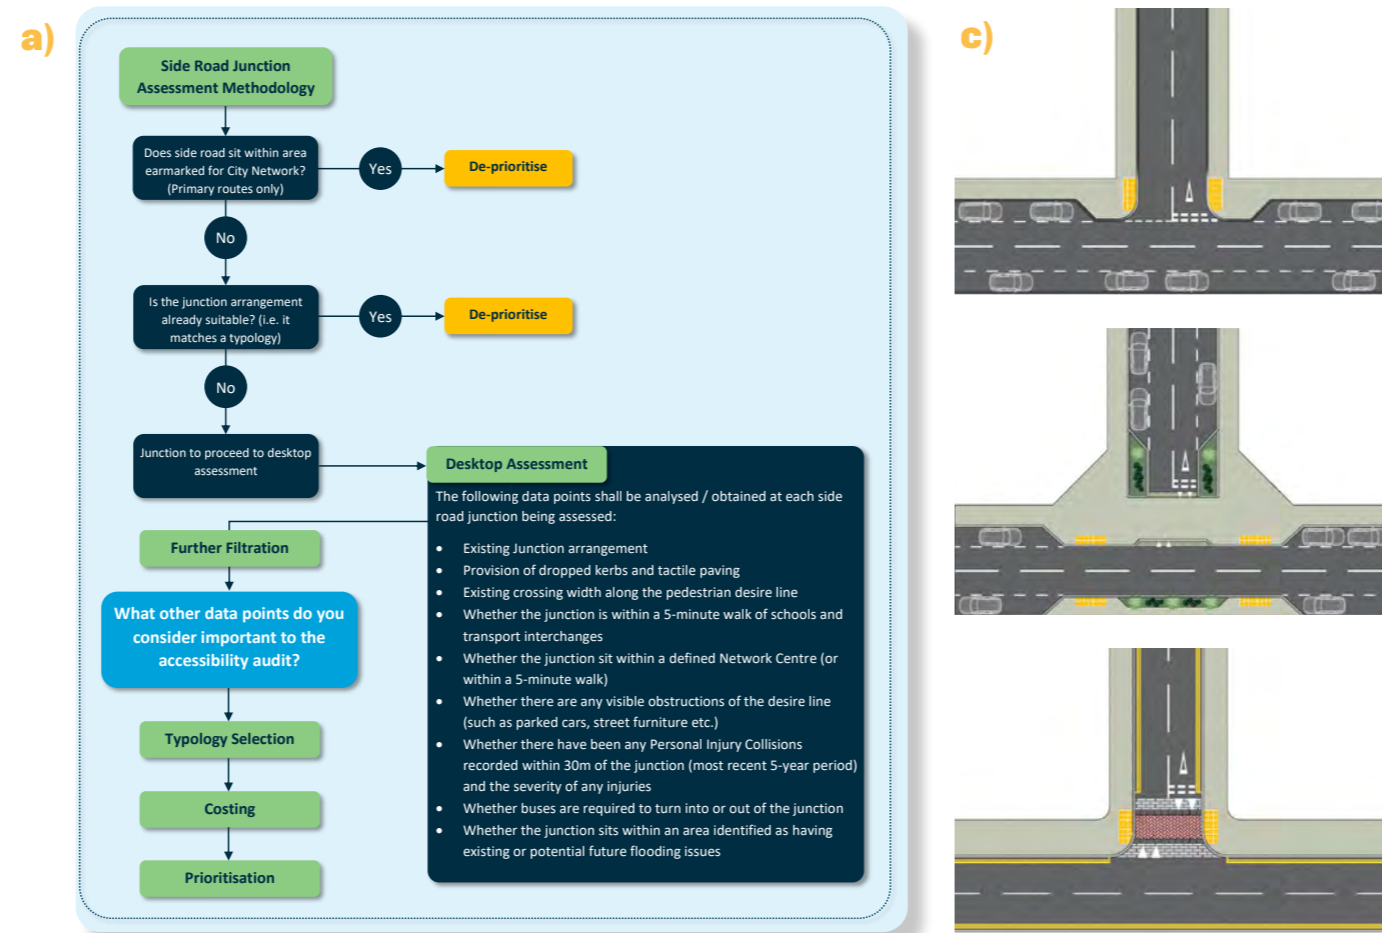 a)
Side Road Junction
Assessment Methodology
Does side road sit within area
earmarked for City Network?
(Primary routes only)
Yes
De-prioritise
No
Is the junction arrangement
already suitable? (i.e. it
matches a typology)
Yes
De-prioritise
No
Junction to proceed to desktop
assessment
Desktop Assessment
The following data points shall be analysed / obtained at each side
road junction being assessed:
• Existing Junction arrangement
• Provision of dropped kerbs and tactile paving
• Existing crossing width along the pedestrian desire line
• Whether the junction is within a 5-minute walk of schools and
transport interchanges
• Whether the junction sit within a defined Network Centre (or
within a 5-minute walk)
• Whether there are any visible obstructions of the desire line
(such as parked cars, street furniture etc.)
• Whether there have been any Personal Injury Collisions
recorded within 30m of the junction (most recent 5-year period)
and the severity of any injuries
• Whether buses are required to turn into or out of the junction
• Whether the junction sits within an area identified as having
existing or potential future flooding issues
Further Filtration
What other data points do you
consider important to the
accessibility audit?
Typology Selection
Costing
Prioritisation
c)